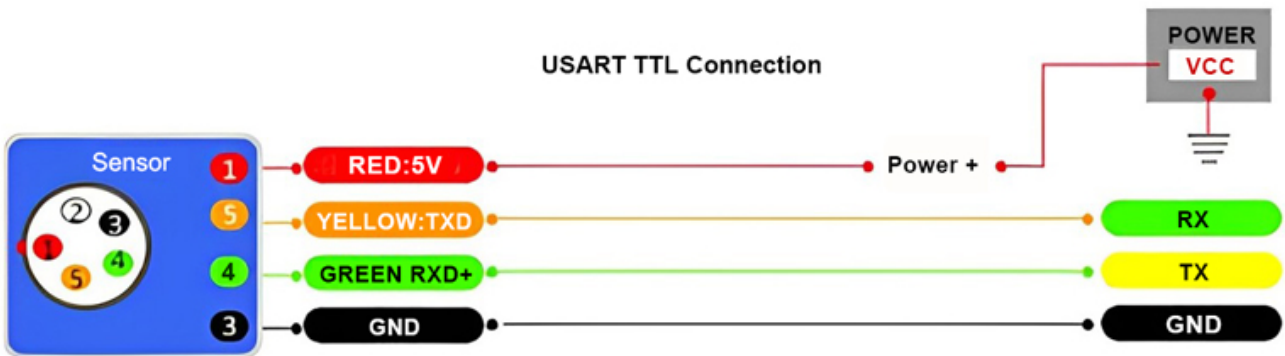 POWER
VCC
USART TTL Connection
Sensor
1
RED:5V
Power +
5
YELLOW:TXD
RX
4
GREEN RXD+
TX
3
GND
GND
2
3
1
4
5